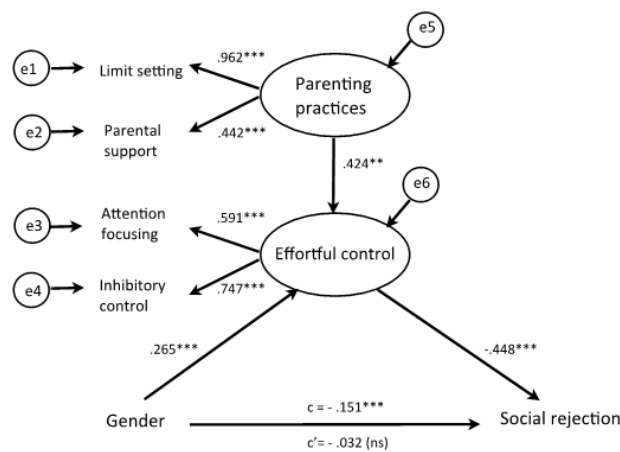 e5
.962***
e1
Limit setting
Parenting
practices
e2
Parental
support
.442***
.424**
e6
Attention
focusing
.591***
e3
Effortful control
e4
Inhibitory
control
.747***
.265***
-.448***
c = - .151***
Gender
Social rejection
c'= - .032 (ns)